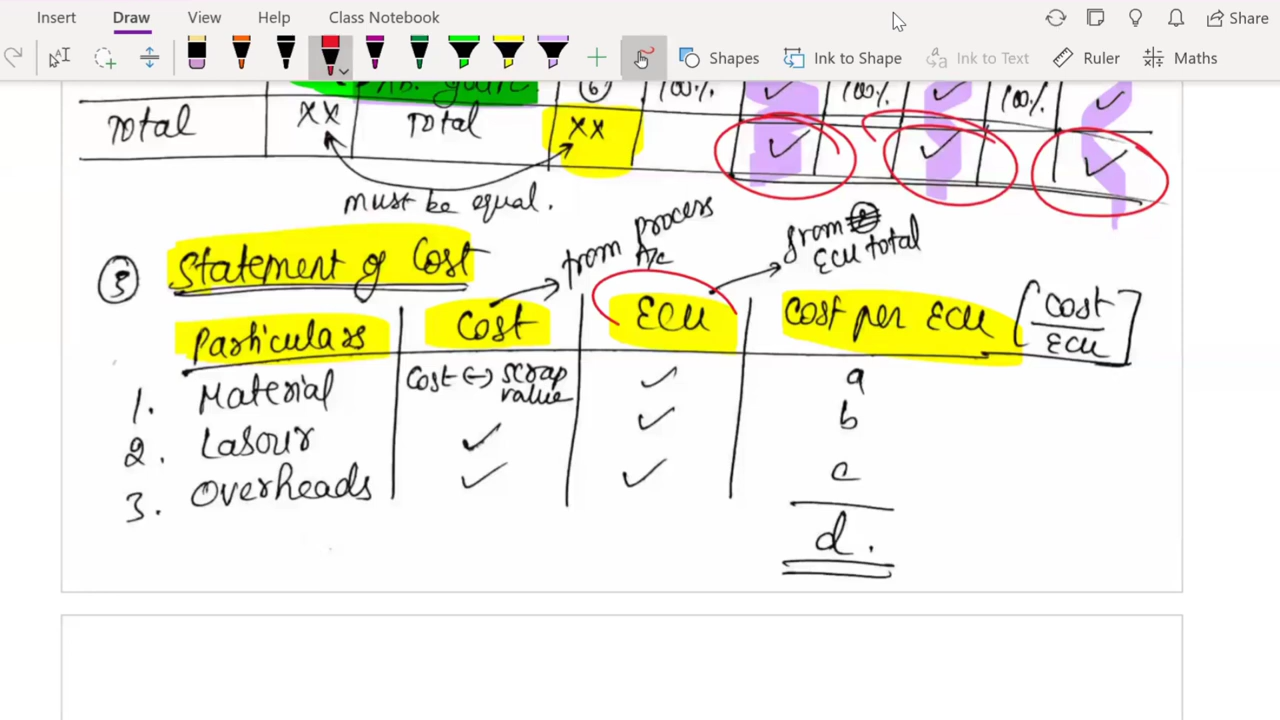 Insert Draw View Help Class Notebook Share
Shapes Ink to Shape Ink to Text Ruler Maths
100% ✓ 100% ✓ 100% ✓
Total XX Total XX ✓ ✓ ✓
must be equal.
③ Statement of Cost
from process A/c
from ECU total
Particulars Cost ECU Cost per ECU [Cost/ECU]
1. Material Cost (-) scrap value ✓ a
2. Labour ✓ ✓ b
3. Overheads ✓ ✓ c
d.